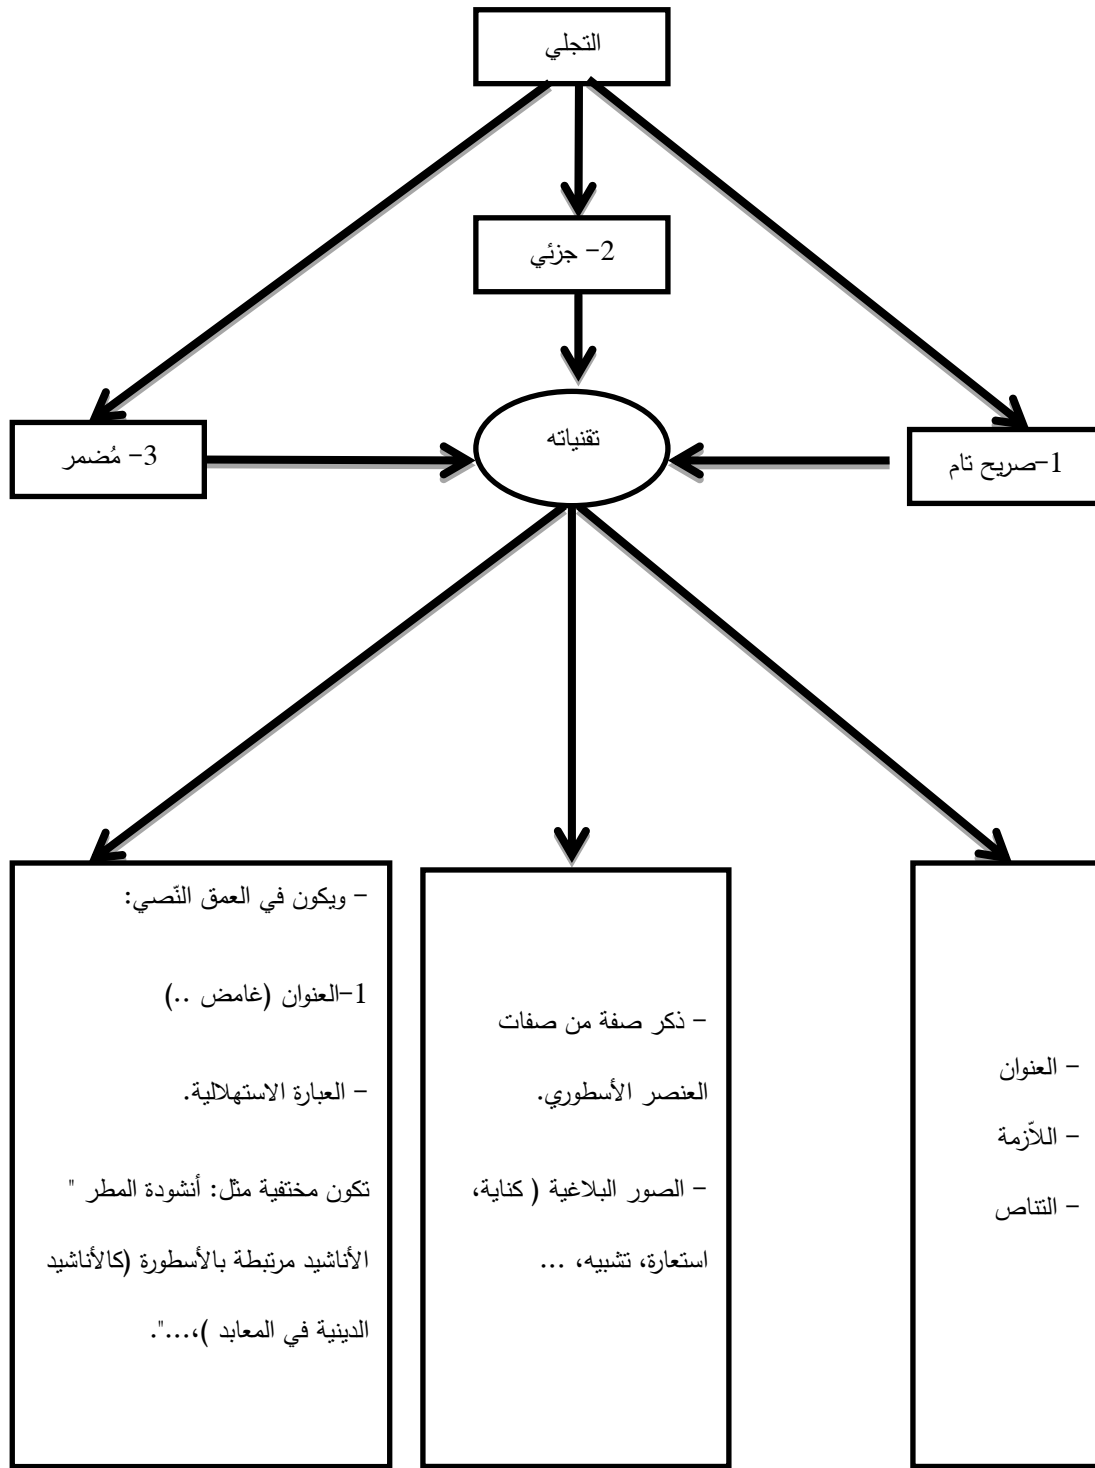 التجلي
2- جزئي
1-صريح تام
تقنياته
3- مُضمر
- العنوان
- اللاّزمة
- التناص
- ذكر صفة من صفات
العنصر الأسطوري.
- الصور البلاغية ( كناية،
استعارة، تشبيه، ...
- ويكون في العمق النّصي:
1-العنوان (غامض ..)
- العبارة الاستهلالية.
تكون مختفية مثل: أنشودة المطر "
الأناشيد مرتبطة بالأسطورة (كالأناشيد
الدينية في المعابد )،...".